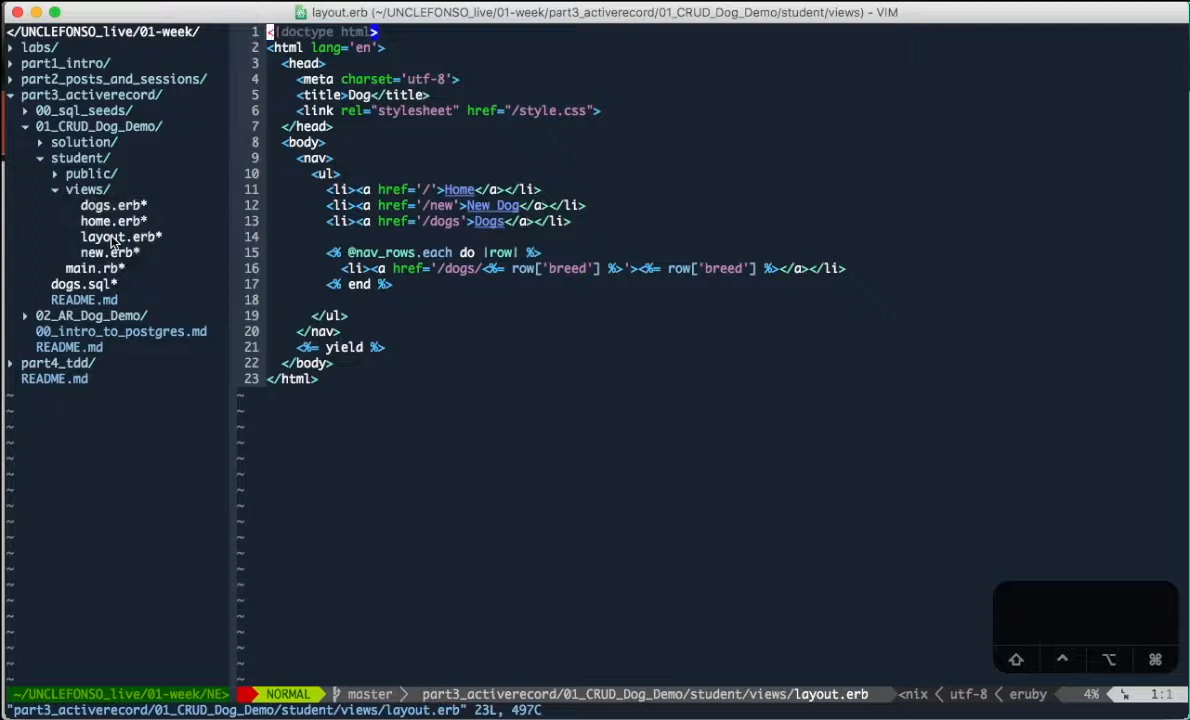 layout.erb (~/UNCLEFONSO_live/01-week/part3_activerecord/01_CRUD_Dog_Demo/student/views) - VIM
</UNCLEFONSO_live/01-week/
labs/
part1_intro/
part2_posts_and_sessions/
part3_activerecord/
00_sql_seeds/
01_CRUD_Dog_Demo/
solution/
student/
public/
views/
dogs.erb*
home.erb*
layout.erb*
new.erb*
main.rb*
dogs.sql*
README.md
02_AR_Dog_Demo/
00_intro_to_postgres.md
README.md
part4_tdd/
README.md
1 <!doctype html>
2 <html lang='en'>
3 <head>
4 <meta charset='utf-8'>
5 <title>Dog</title>
6 <link rel="stylesheet" href="/style.css">
7 </head>
8 <body>
9 <nav>
10 <ul>
11 <li><a href='/'>Home</a></li>
12 <li><a href='/new'>New Dog</a></li>
13 <li><a href='/dogs'>Dogs</a></li>
14
15 <% @nav_rows.each do |row| %>
16 <li><a href='/dogs/<%= row['breed'] %>'><%= row['breed'] %></a></li>
17 <% end %>
18
19 </ul>
20 </nav>
21 <%= yield %>
22 </body>
23 </html>
~/UNCLEFONSO_live/01-week/NE> NORMAL master part3_activerecord/01_CRUD_Dog_Demo/student/views/layout.erb <nix utf-8 eruby 4% 1:1
"part3_activerecord/01_CRUD_Dog_Demo/student/views/layout.erb" 23L, 497C